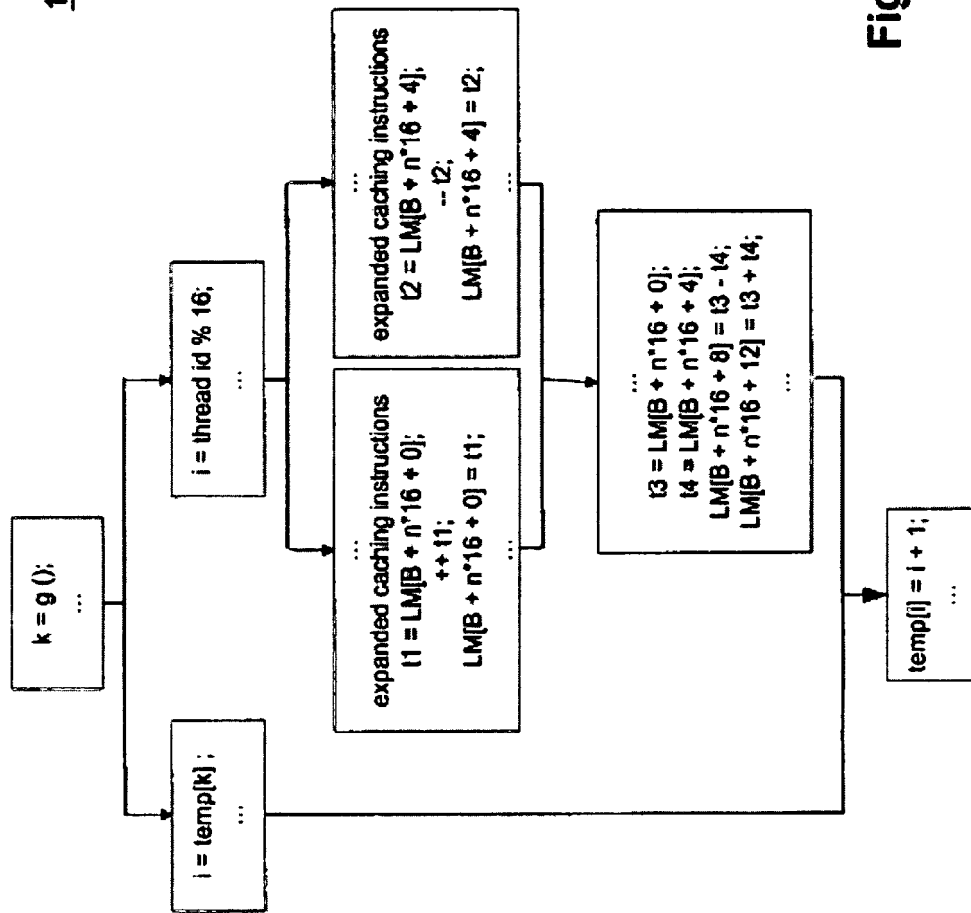 1
k = g ();
...
i = temp[k] ;
...
i = thread id % 16;
...
...
expanded caching instructions
t1 = LM[B + n*16 + 0];
++ t1;
LM[B + n*16 + 0] = t1;
...
...
expanded caching instructions
t2 = LM[B + n*16 + 4];
-- t2;
LM[B + n*16 + 4] = t2;
...
...
t3 = LM[B + n*16 + 0];
t4 = LM[B + n*16 + 4];
LM[B + n*16 + 8] = t3 - t4;
LM[B + n*16 + 12] = t3 + t4;
...
temp[i] = i + 1;
...
Fig